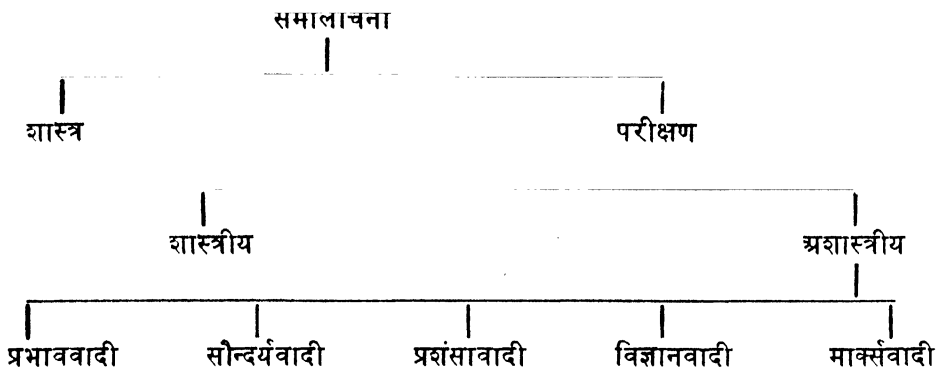 समालोचना
शास्त्र परीक्षण
शास्त्रीय अशास्त्रीय
प्रभाववादी सौन्दर्यवादी प्रशंसावादी विज्ञानवादी मार्क्सवादी